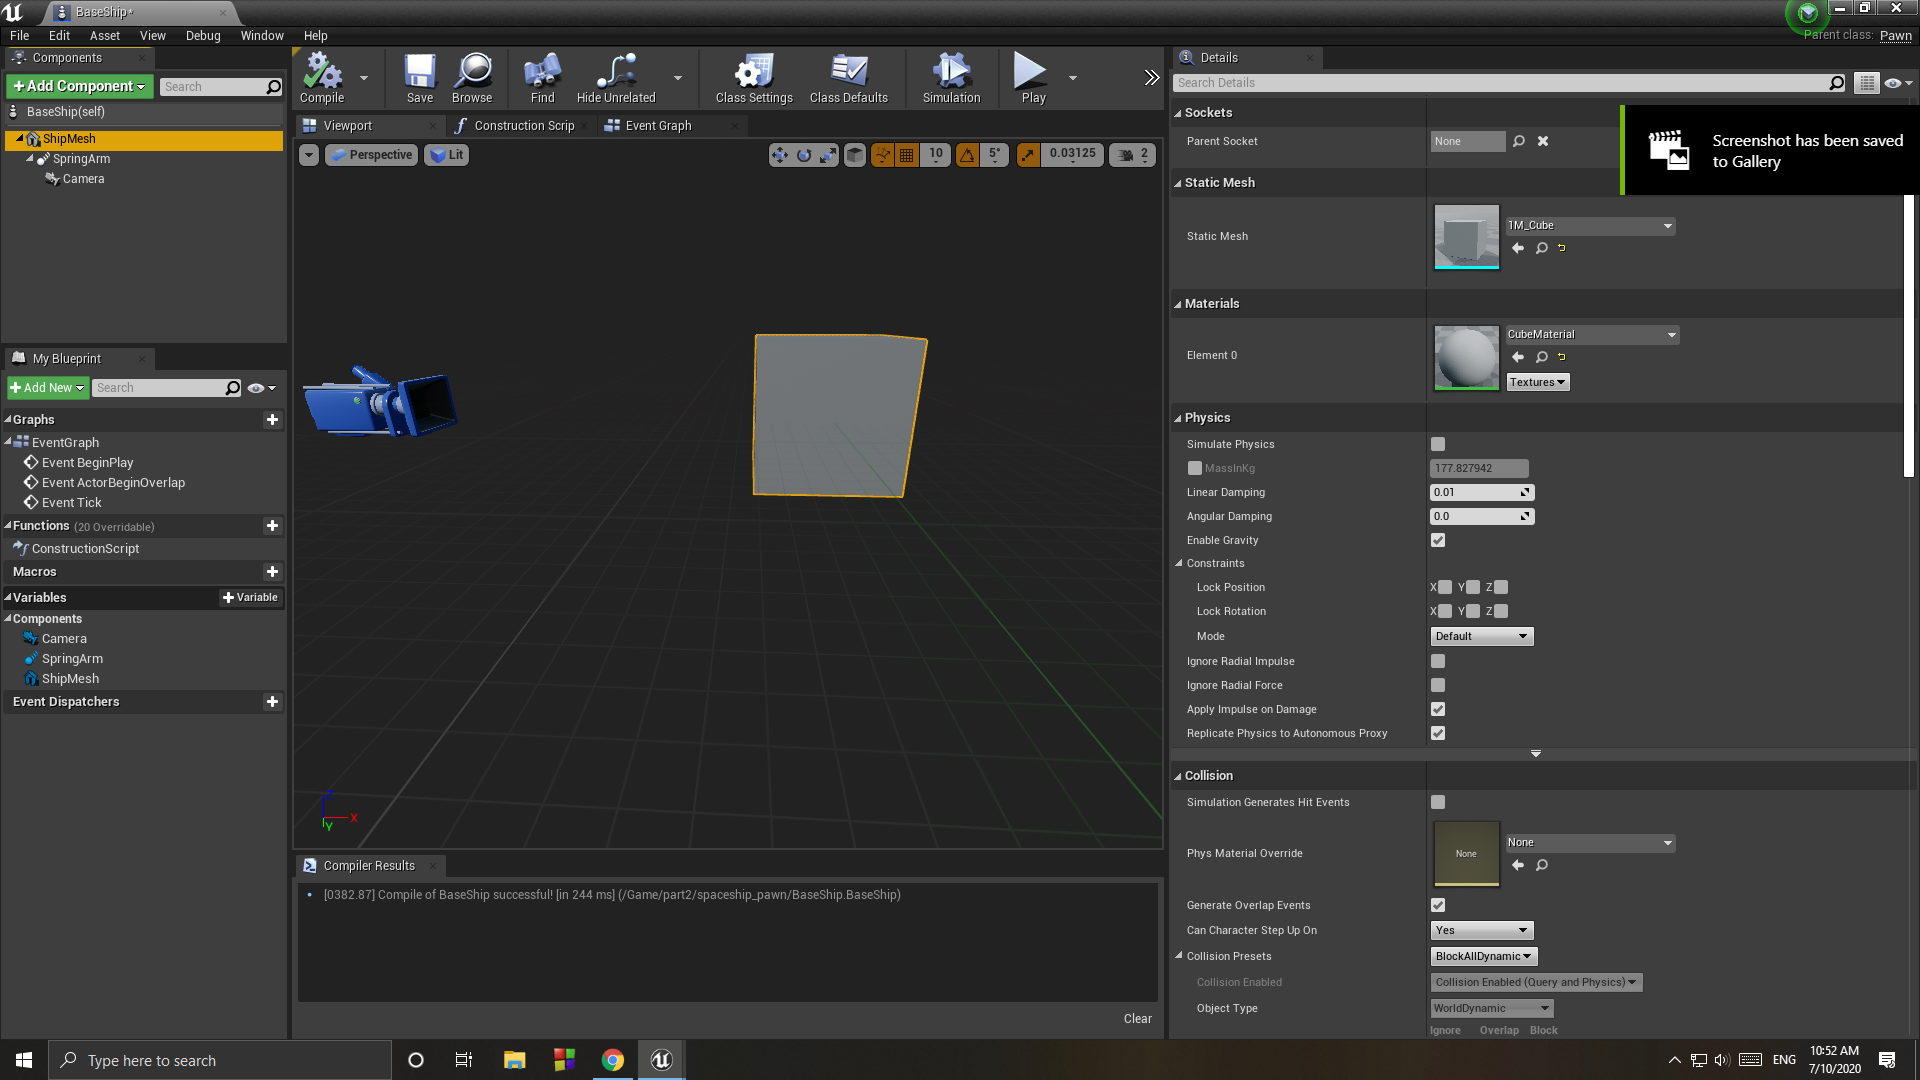 BaseShip*
File Edit Asset View Debug Window Help
Parent class: Pawn
Components
+Add Component
Search
BaseShip(self)
ShipMesh
SpringArm
Camera
My Blueprint
+Add New
Search
Graphs
EventGraph
Event BeginPlay
Event ActorBeginOverlap
Event Tick
Functions (20 Overridable)
ConstructionScript
Macros
Variables
+Variable
Components
Camera
SpringArm
ShipMesh
Event Dispatchers
Compile
Save
Browse
Find
Hide Unrelated
Class Settings
Class Defaults
Simulation
Play
Viewport
Construction Scrip
Event Graph
Perspective
Lit
10
5°
0.03125
2
Z
X
Y
Compiler Results
[0382.87] Compile of BaseShip successful! [in 244 ms] (/Game/part2/spaceship_pawn/BaseShip.BaseShip)
Clear
Details
Search Details
Sockets
Parent Socket
None
Screenshot has been saved
to Gallery
Static Mesh
Static Mesh
1M_Cube
Materials
Element 0
CubeMaterial
Textures
Physics
Simulate Physics
MassInKg 177.827942
Linear Damping 0.01
Angular Damping 0.0
Enable Gravity
Constraints
Lock Position X Y Z
Lock Rotation X Y Z
Mode Default
Ignore Radial Impulse
Ignore Radial Force
Apply Impulse on Damage
Replicate Physics to Autonomous Proxy
Collision
Simulation Generates Hit Events
Phys Material Override
None
None
Generate Overlap Events
Can Character Step Up On Yes
Collision Presets BlockAllDynamic
Collision Enabled Collision Enabled (Query and Physics)
Object Type WorldDynamic
Ignore Overlap Block
Type here to search
ENG
10:52 AM
7/10/2020